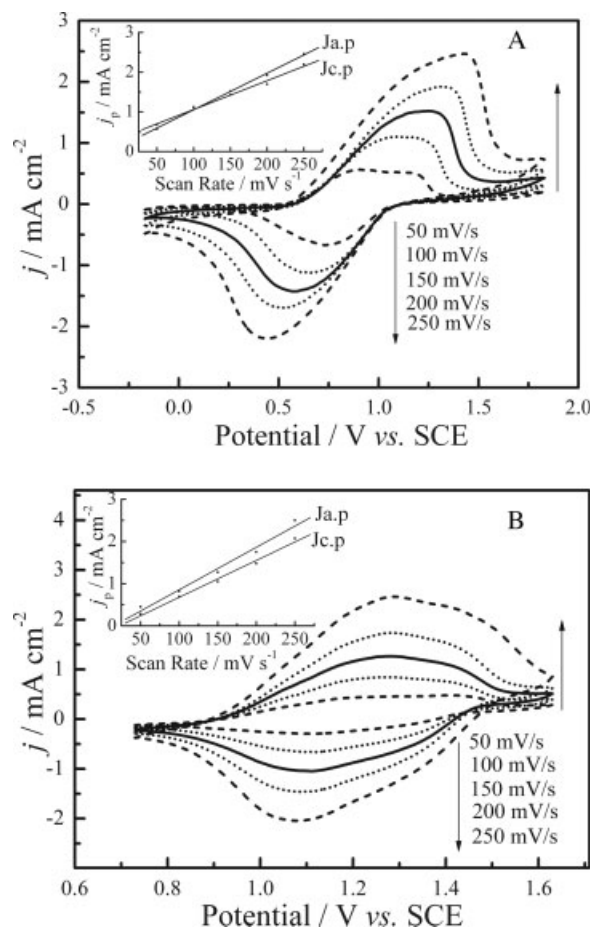 A
3
2
1
0
-1
-2
-3
j / mA cm-2
3
2
1
0
jp / mA cm-2
Ja.p
Jc.p
50 100 150 200 250
Scan Rate / mV s-1
50 mV/s
100 mV/s
150 mV/s
200 mV/s
250 mV/s
-0.5 0.0 0.5 1.0 1.5 2.0
Potential / V vs. SCE
B
4
3
2
1
0
-1
-2
j / mA cm-2
3
2
1
0
jp / mA cm-2
Ja.p
Jc.p
50 100 150 200 250
Scan Rate / mV s-1
50 mV/s
100 mV/s
150 mV/s
200 mV/s
250 mV/s
0.6 0.8 1.0 1.2 1.4 1.6
Potential / V vs. SCE